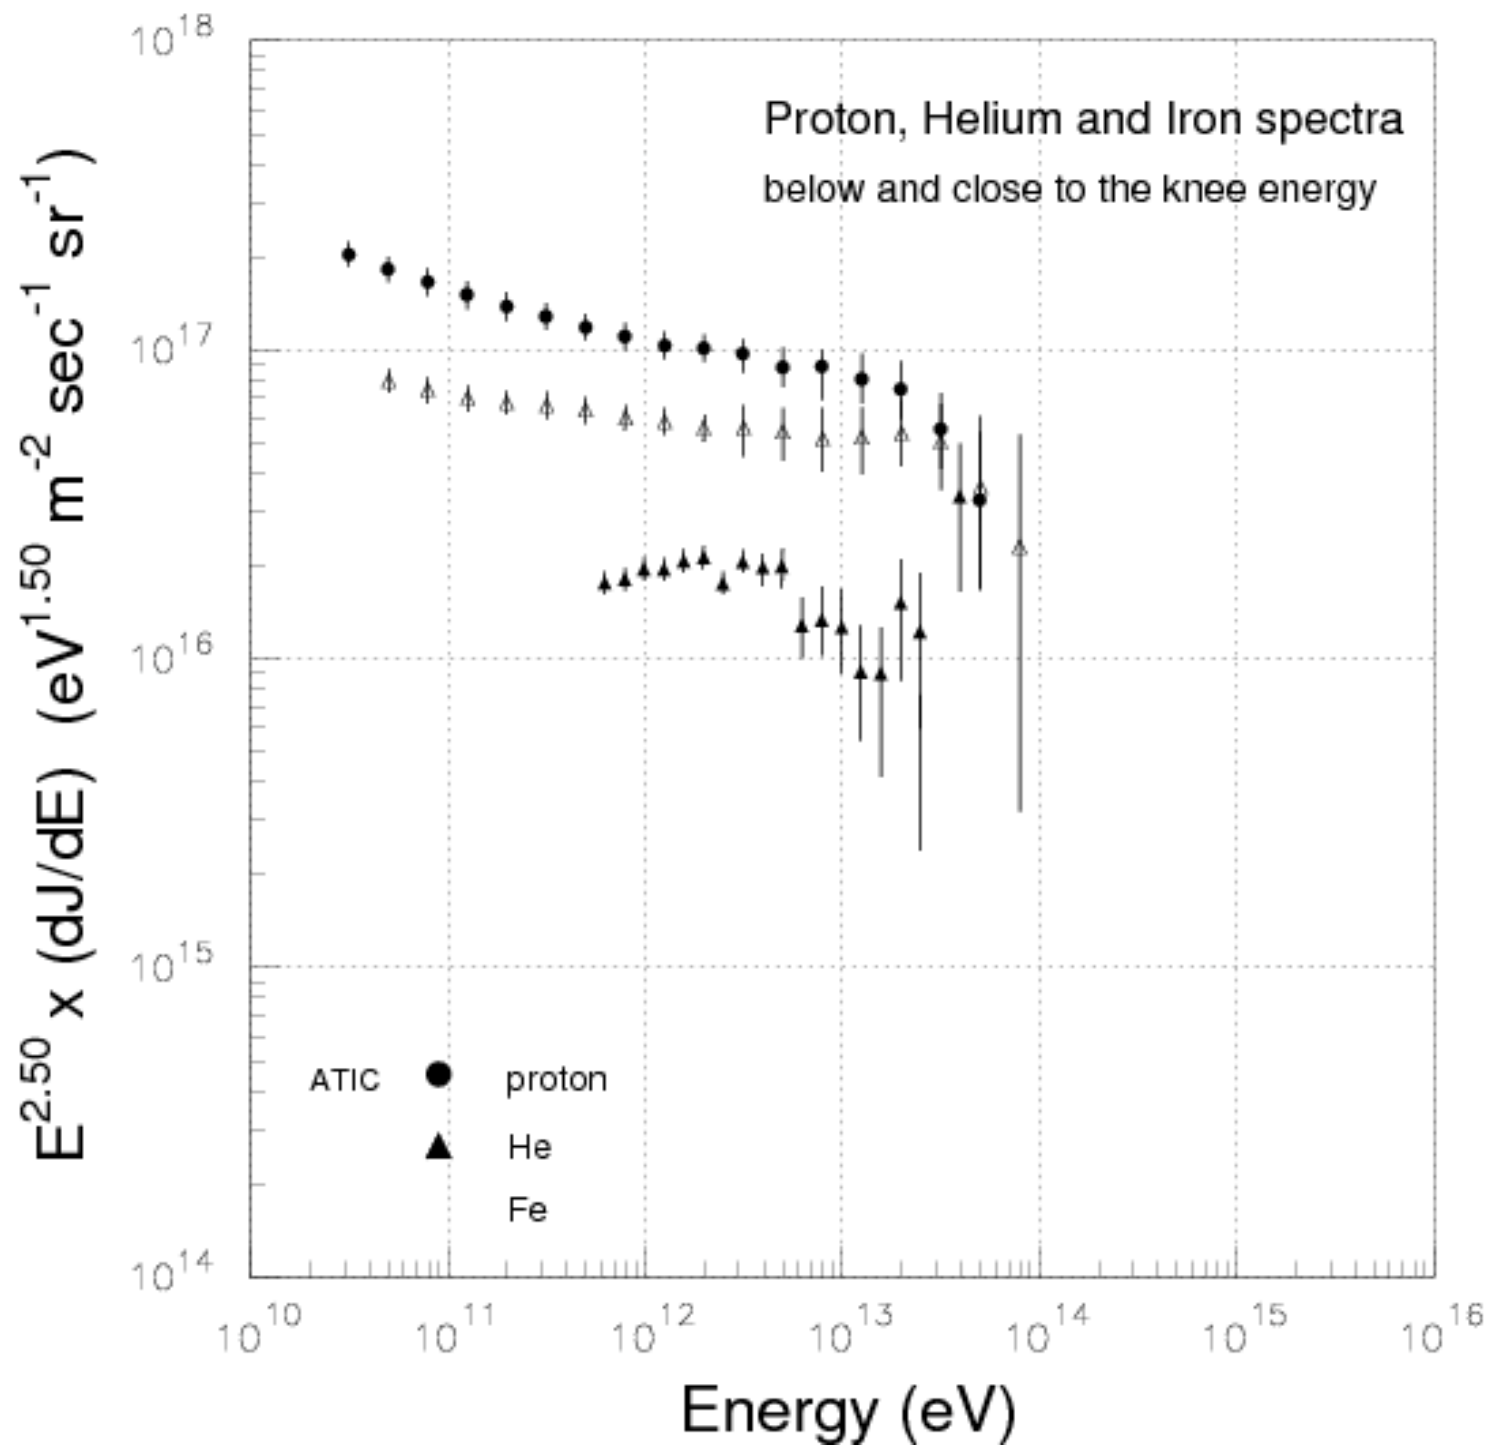 10^18
Proton, Helium and Iron spectra
below and close to the knee energy
10^17
10^16
10^15
10^14
E^2.50 x (dJ/dE) (eV^1.50 m^-2 sec^-1 sr^-1)
ATIC ● proton
▲ He
Fe
10^10 10^11 10^12 10^13 10^14 10^15 10^16
Energy (eV)